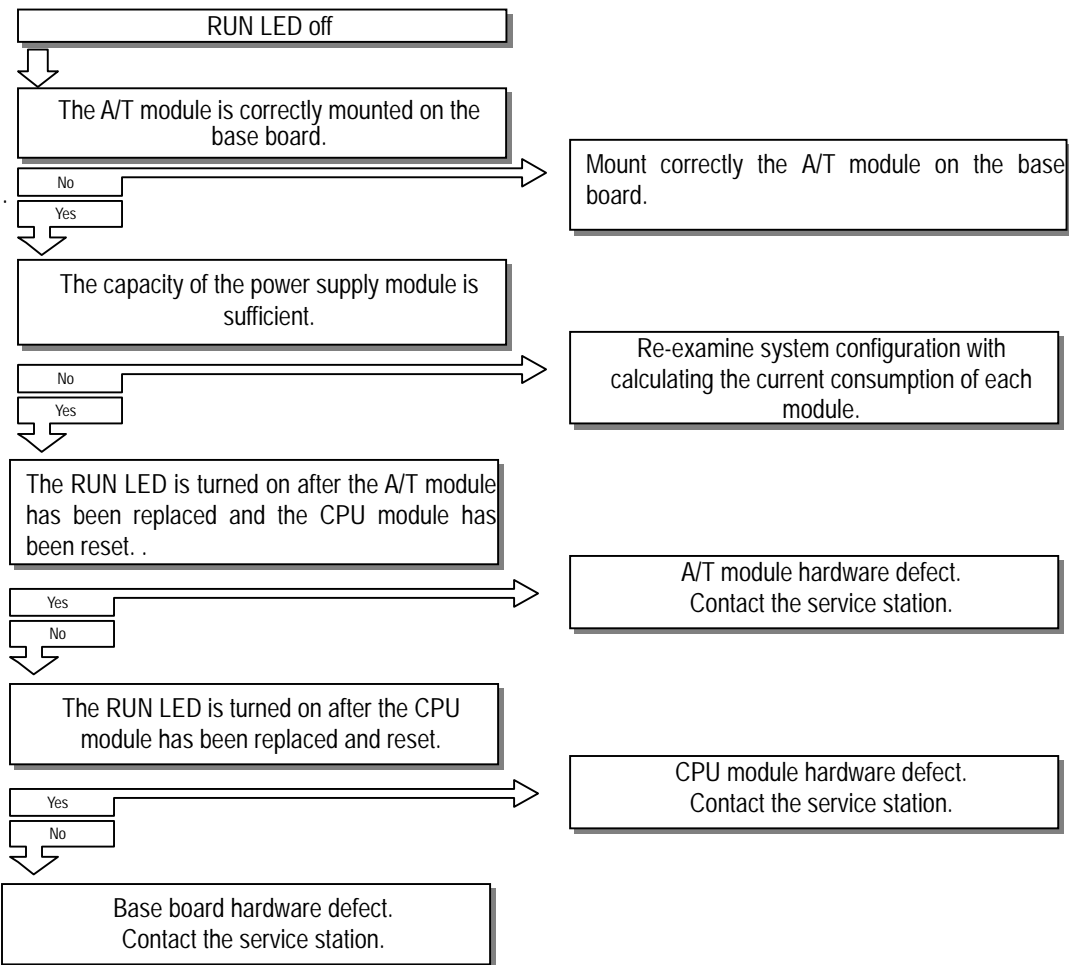 RUN LED off
The A/T module is correctly mounted on the
base board.
No
Mount correctly the A/T module on the base
board.
.
Yes
The capacity of the power supply module is
sufficient.
No
Re-examine system configuration with
calculating the current consumption of each
module.
Yes
The RUN LED is turned on after the A/T module
has been replaced and the CPU module has
been reset. .
Yes
A/T module hardware defect.
Contact the service station.
No
The RUN LED is turned on after the CPU
module has been replaced and reset.
Yes
CPU module hardware defect.
Contact the service station.
No
Base board hardware defect.
Contact the service station.